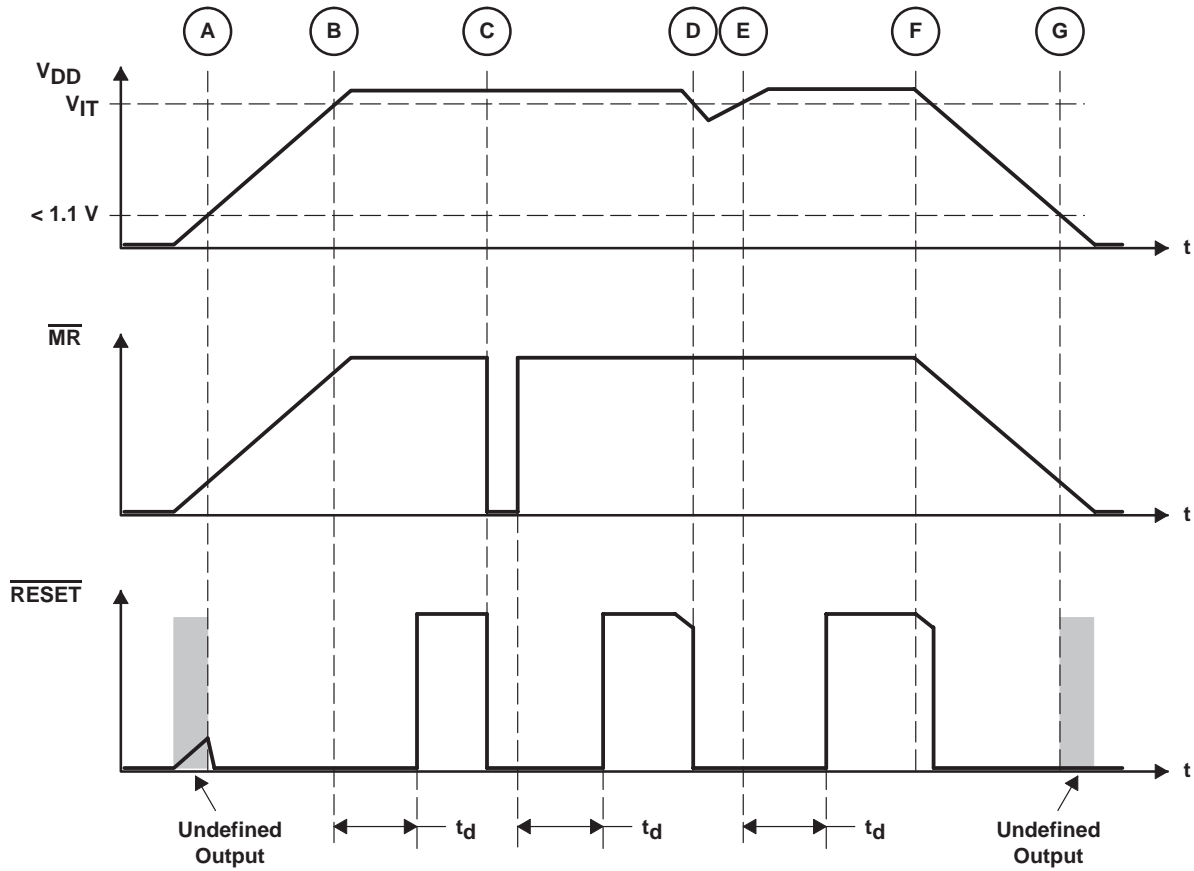 A B C D E F G
VDD
VIT
< 1.1 V
t
MR
t
RESET
t
Undefined
Output
td
td
td
Undefined
Output